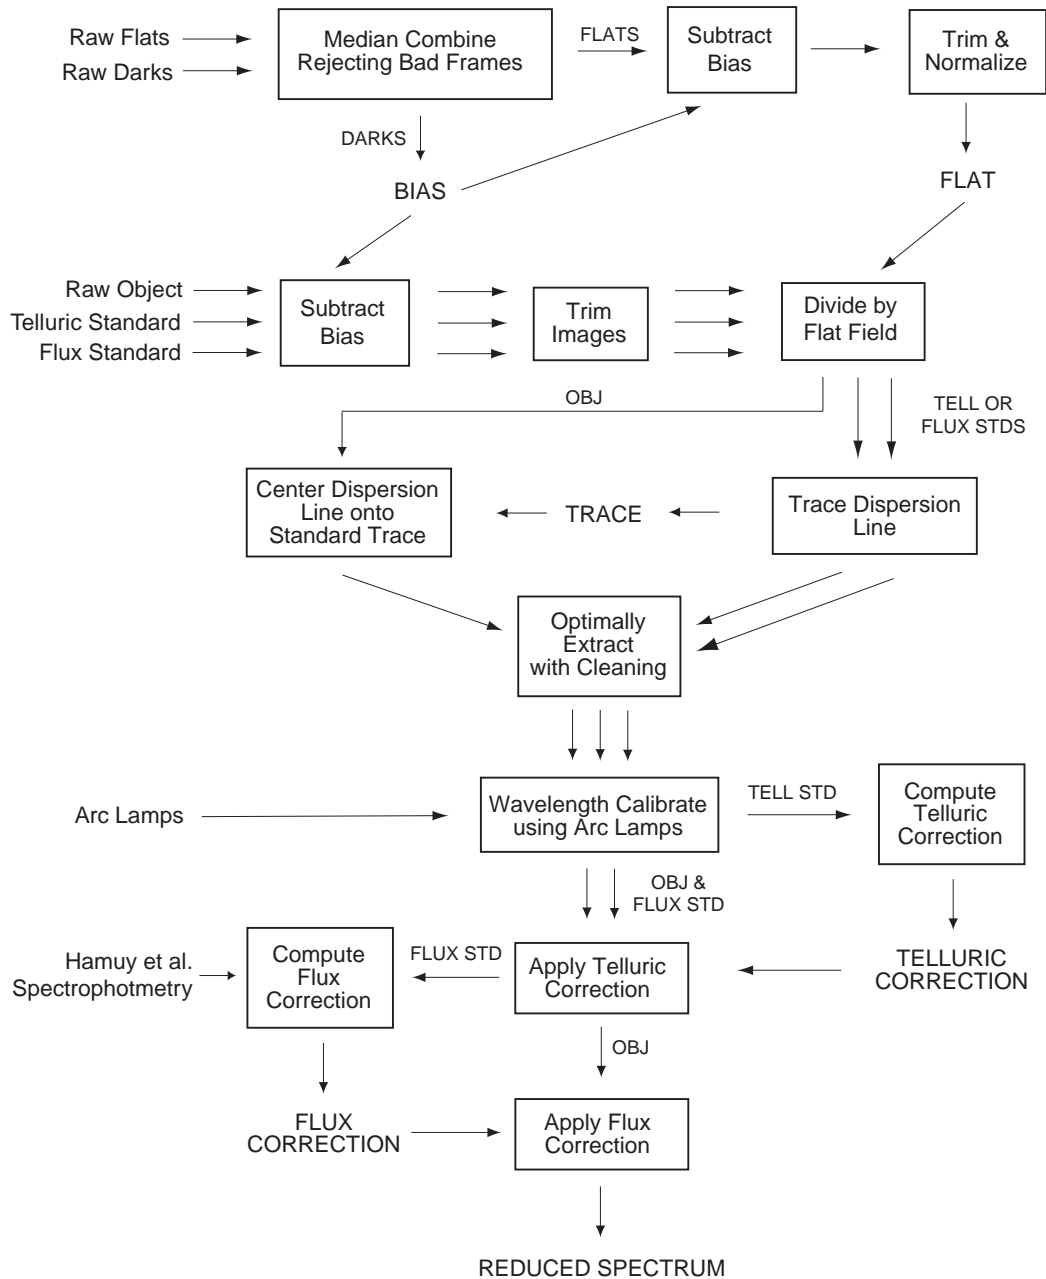 Raw Flats
Raw Darks
Median Combine
Rejecting Bad Frames
FLATS
Subtract
Bias
Trim &
Normalize
DARKS
BIAS
FLAT
Raw Object
Telluric Standard
Flux Standard
Subtract
Bias
Trim
Images
Divide by
Flat Field
OBJ
TELL OR
FLUX STDS
Center Dispersion
Line onto
Standard Trace
TRACE
Trace Dispersion
Line
Optimally
Extract
with Cleaning
Arc Lamps
Wavelength Calibrate
using Arc Lamps
TELL STD
Compute
Telluric
Correction
OBJ &
FLUX STD
Hamuy et al.
Spectrophotmetry
Compute
Flux
Correction
FLUX STD
Apply Telluric
Correction
TELLURIC
CORRECTION
OBJ
FLUX
CORRECTION
Apply Flux
Correction
REDUCED SPECTRUM